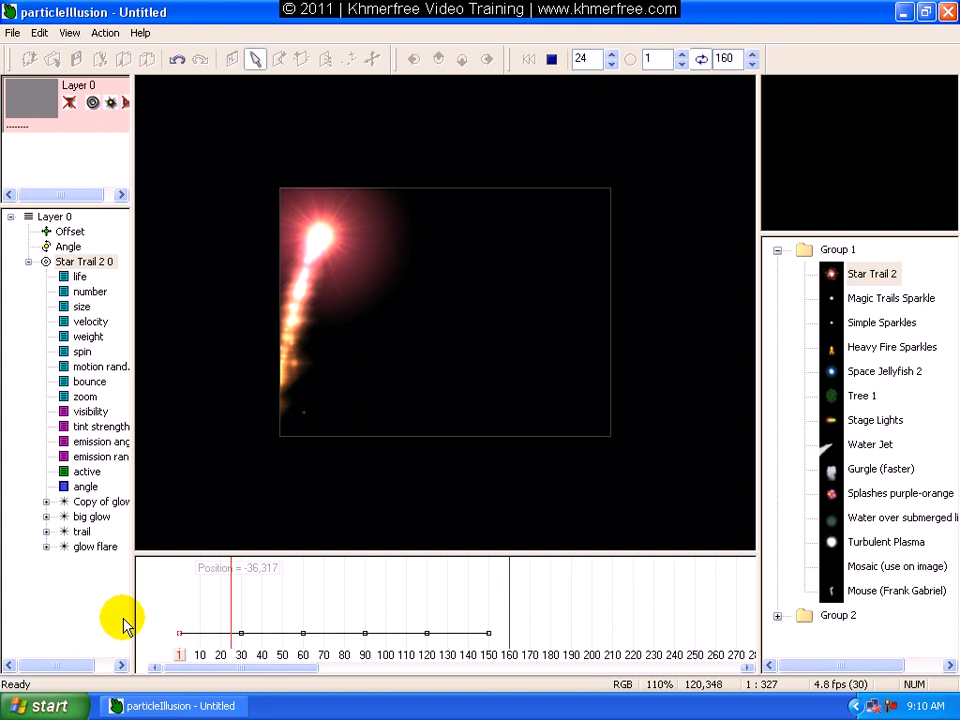 particleIllusion - Untitled
© 2011 | Khmerfree Video Training | www.khmerfree.com
File Edit View Action Help
24 1 160
Layer 0
Layer 0
Offset
Angle
Star Trail 2 0
life
number
size
velocity
weight
spin
motion rand.
bounce
zoom
visibility
tint strength
emission ang
emission ran
active
angle
Copy of glow
big glow
trail
glow flare
Position = -36,317
1 10 20 30 40 50 60 70 80 90 100 110 120 130 140 150 160 170 180 190 200 210 220 230 240 250 260 270 2
Group 1
Star Trail 2
Magic Trails Sparkle
Simple Sparkles
Heavy Fire Sparkles
Space Jellyfish 2
Tree 1
Stage Lights
Water Jet
Gurgle (faster)
Splashes purple-orange
Water over submerged li
Turbulent Plasma
Mosaic (use on image)
Mouse (Frank Gabriel)
Group 2
Ready RGB 110% 120,348 1 : 327 4.8 fps (30) NUM
start particleIllusion - Untitled 9:10 AM